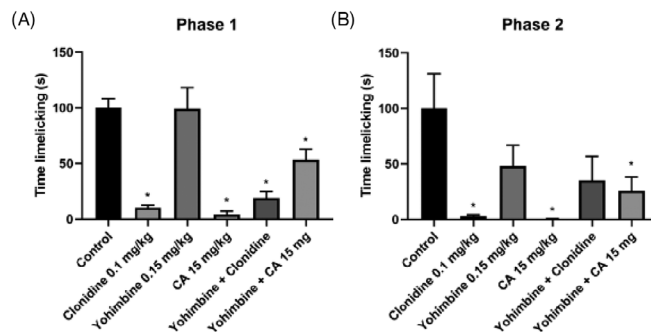 (A)
Phase 1
Time limelicking (s)
150
100
50
0
*
*
*
*
Control
Clonidine 0.1 mg/kg
Yohimbine 0.15 mg/kg
CA 15 mg/kg
Yohimbine + Clonidine
Yohimbine + CA 15 mg
(B)
Phase 2
Time limelicking (s)
150
100
50
0
*
*
*
Control
Clonidine 0.1 mg/kg
Yohimbine 0.15 mg/kg
CA 15 mg/kg
Yohimbine + Clonidine
Yohimbine + CA 15 mg